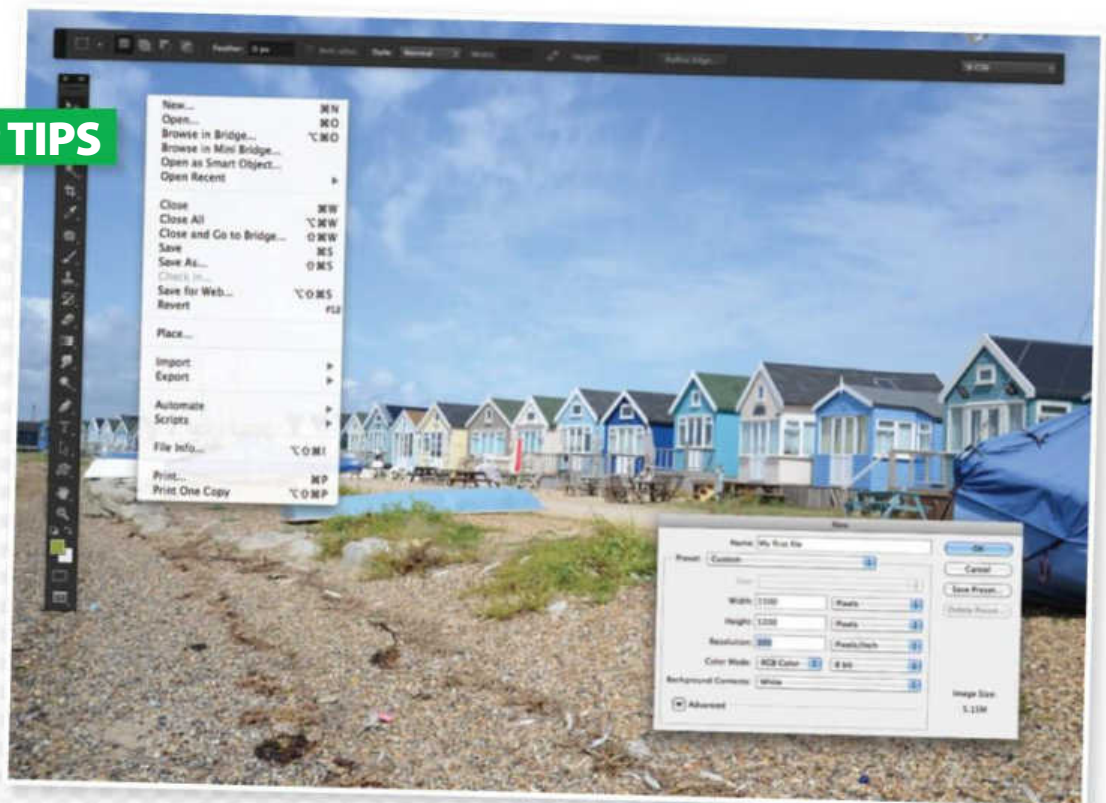 Feather: 0 px Style: Normal Refine Edge...
TIPS
New... ⌘N
Open... ⌘O
Browse in Bridge... ⌥⌘O
Browse in Mini Bridge...
Open as Smart Object...
Open Recent
Close ⌘W
Close All ⌥⌘W
Close and Go to Bridge... ⇧⌘W
Save ⌘S
Save As... ⇧⌘S
Check In...
Save for Web... ⌥⇧⌘S
Revert F12
Place...
Import
Export
Automate
Scripts
File Info... ⌥⇧⌘I
Print... ⌘P
Print One Copy ⌥⇧⌘P
New
Name: My first file
OK
Preset: Custom
Cancel
Size:
Save Preset...
Width: Pixels
Delete Preset...
Height: Pixels
Resolution: Pixels/Inch
Color Mode: RGB Color 8 bit
Background Contents: White
Advanced
Image Size:
5.15M